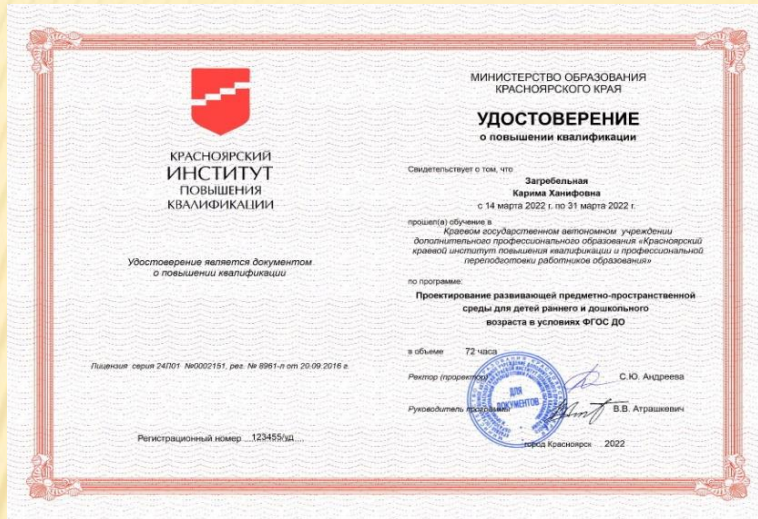 КРАСНОЯРСКИЙ
ИНСТИТУТ
ПОВЫШЕНИЯ
КВАЛИФИКАЦИИ
Удостоверение является документом
о повышении квалификации
Лицензия серия 24Л01 №0002151, рег. № 8961-л от 20.09.2016 г.
Регистрационный номер 123455/уд
МИНИСТЕРСТВО ОБРАЗОВАНИЯ
КРАСНОЯРСКОГО КРАЯ
УДОСТОВЕРЕНИЕ
о повышении квалификации
Свидетельствует о том, что
Загребельная
Карима Ханифовна
с 14 марта 2022 г. по 31 марта 2022 г.
прошел(а) обучение в
Краевом государственном автономном учреждении
дополнительного профессионального образования «Красноярский
краевой институт повышения квалификации и профессиональной
переподготовки работников образования»
по программе:
Проектирование развивающей предметно-пространственной
среды для детей раннего и дошкольного
возраста в условиях ФГОС ДО
в объеме 72 часа
Ректор (проректор) С.Ю. Андреева
ДЛЯ
ДОКУМЕНТОВ
Руководитель программы В.В. Атрашкевич
город Красноярск 2022